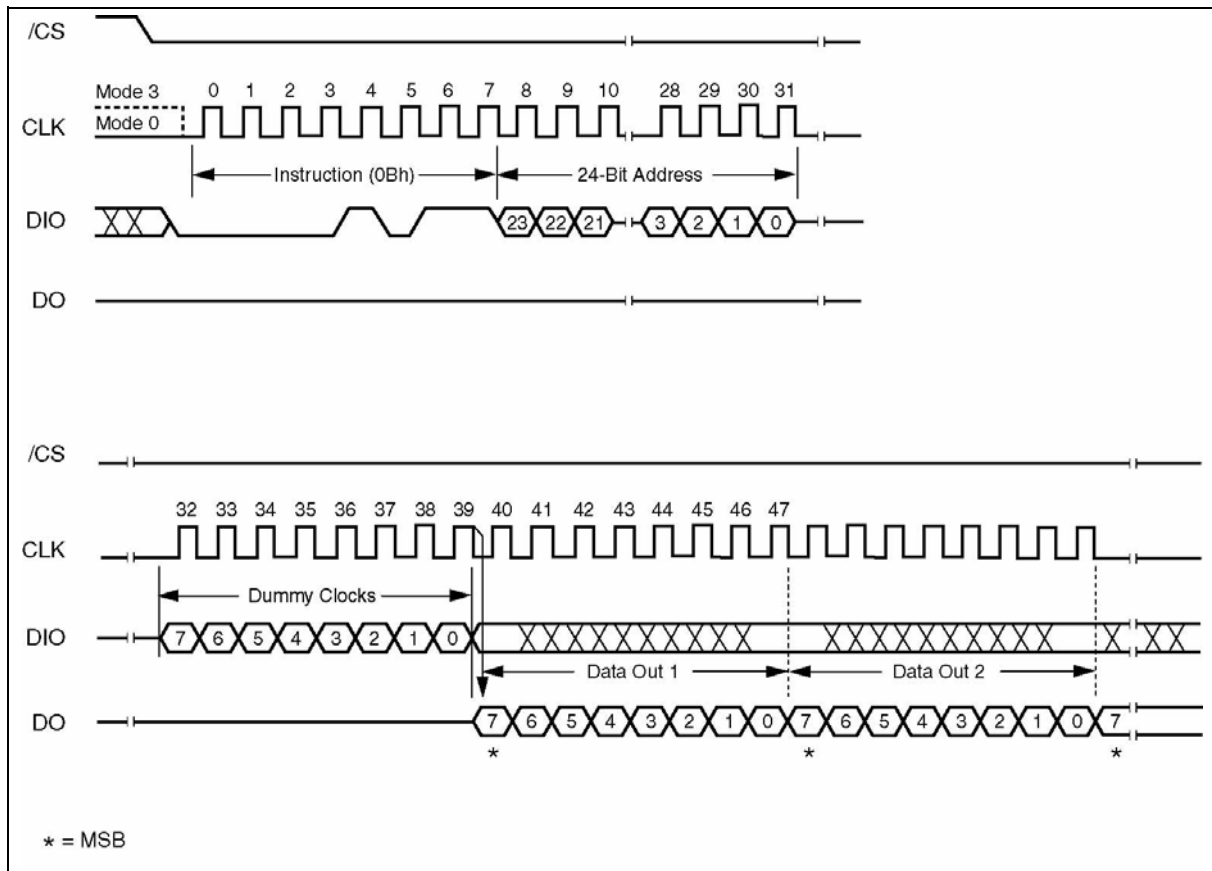 /CS
Mode 3 0 1 2 3 4 5 6 7 8 9 10 28 29 30 31
CLK Mode 0
Instruction (0Bh) 24-Bit Address
DIO 23 22 21 3 2 1 0
DO
/CS
32 33 34 35 36 37 38 39 40 41 42 43 44 45 46 47
CLK
Dummy Clocks
DIO 7 6 5 4 3 2 1 0
Data Out 1 Data Out 2
DO 7 6 5 4 3 2 1 0 7 6 5 4 3 2 1 0 7
* * *
* = MSB